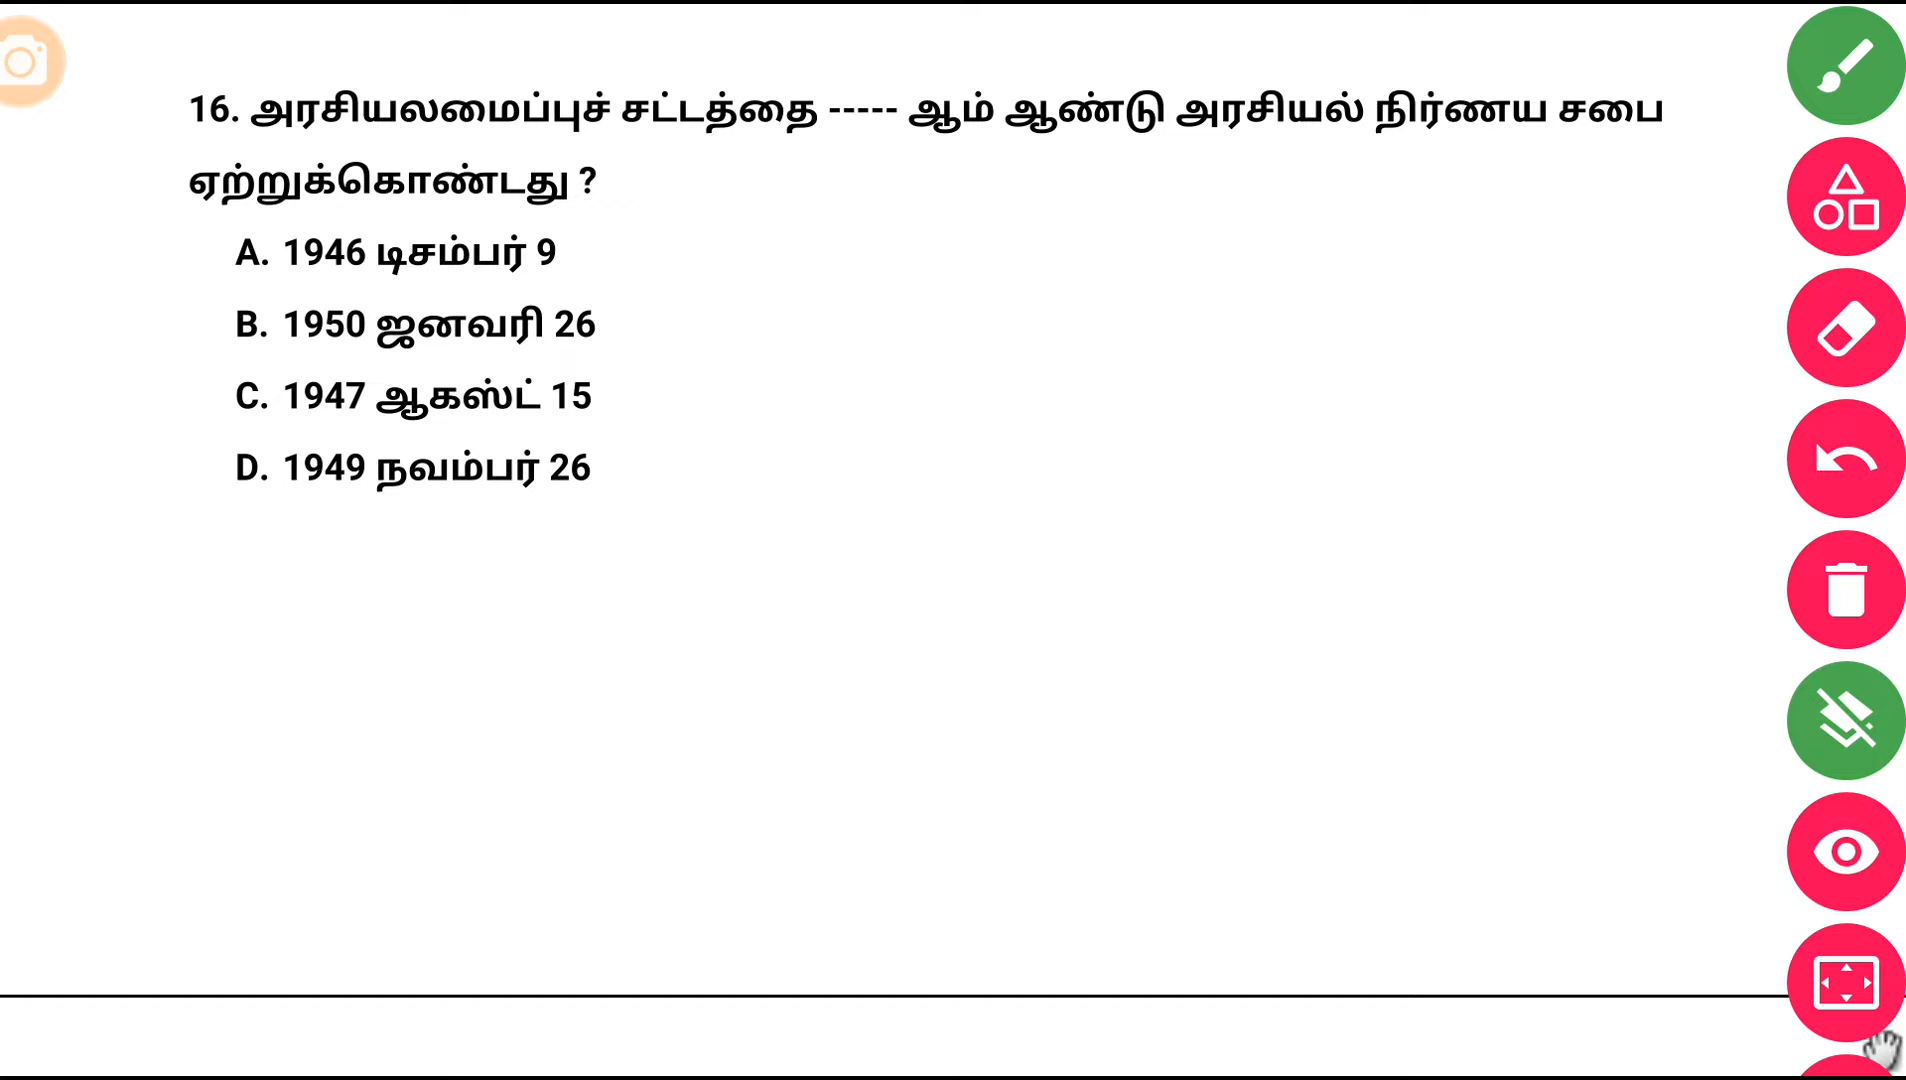 16. அரசியலமைப்புச் சட்டத்தை ----- ஆம் ஆண்டு அரசியல் நிர்ணய சபை
ஏற்றுக்கொண்டது ?
A. 1946 டிசம்பர் 9
B. 1950 ஜனவரி 26
C. 1947 ஆகஸ்ட் 15
D. 1949 நவம்பர் 26